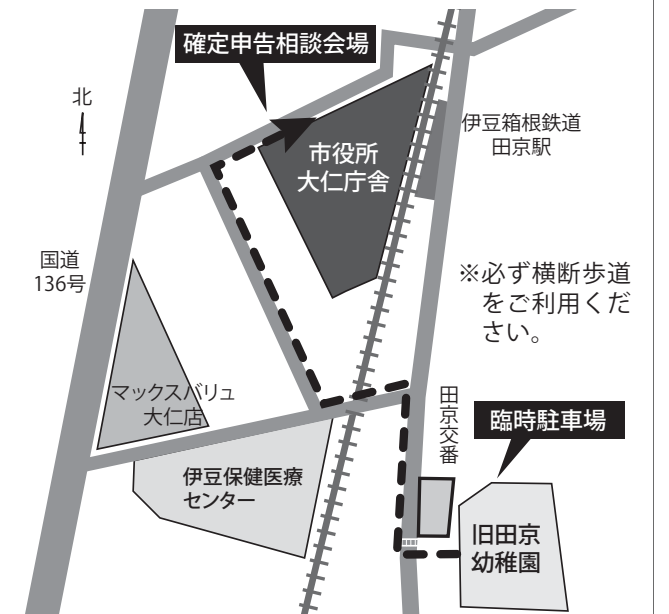 確定申告相談会場
北
伊豆箱根鉄道
田京駅
市役所
大仁庁舎
国道
136号
※必ず横断歩道
をご利用くだ
さい。
マックスバリュ
大仁店
田京交番
臨時駐車場
伊豆保健医療
センター
旧田京
幼稚園